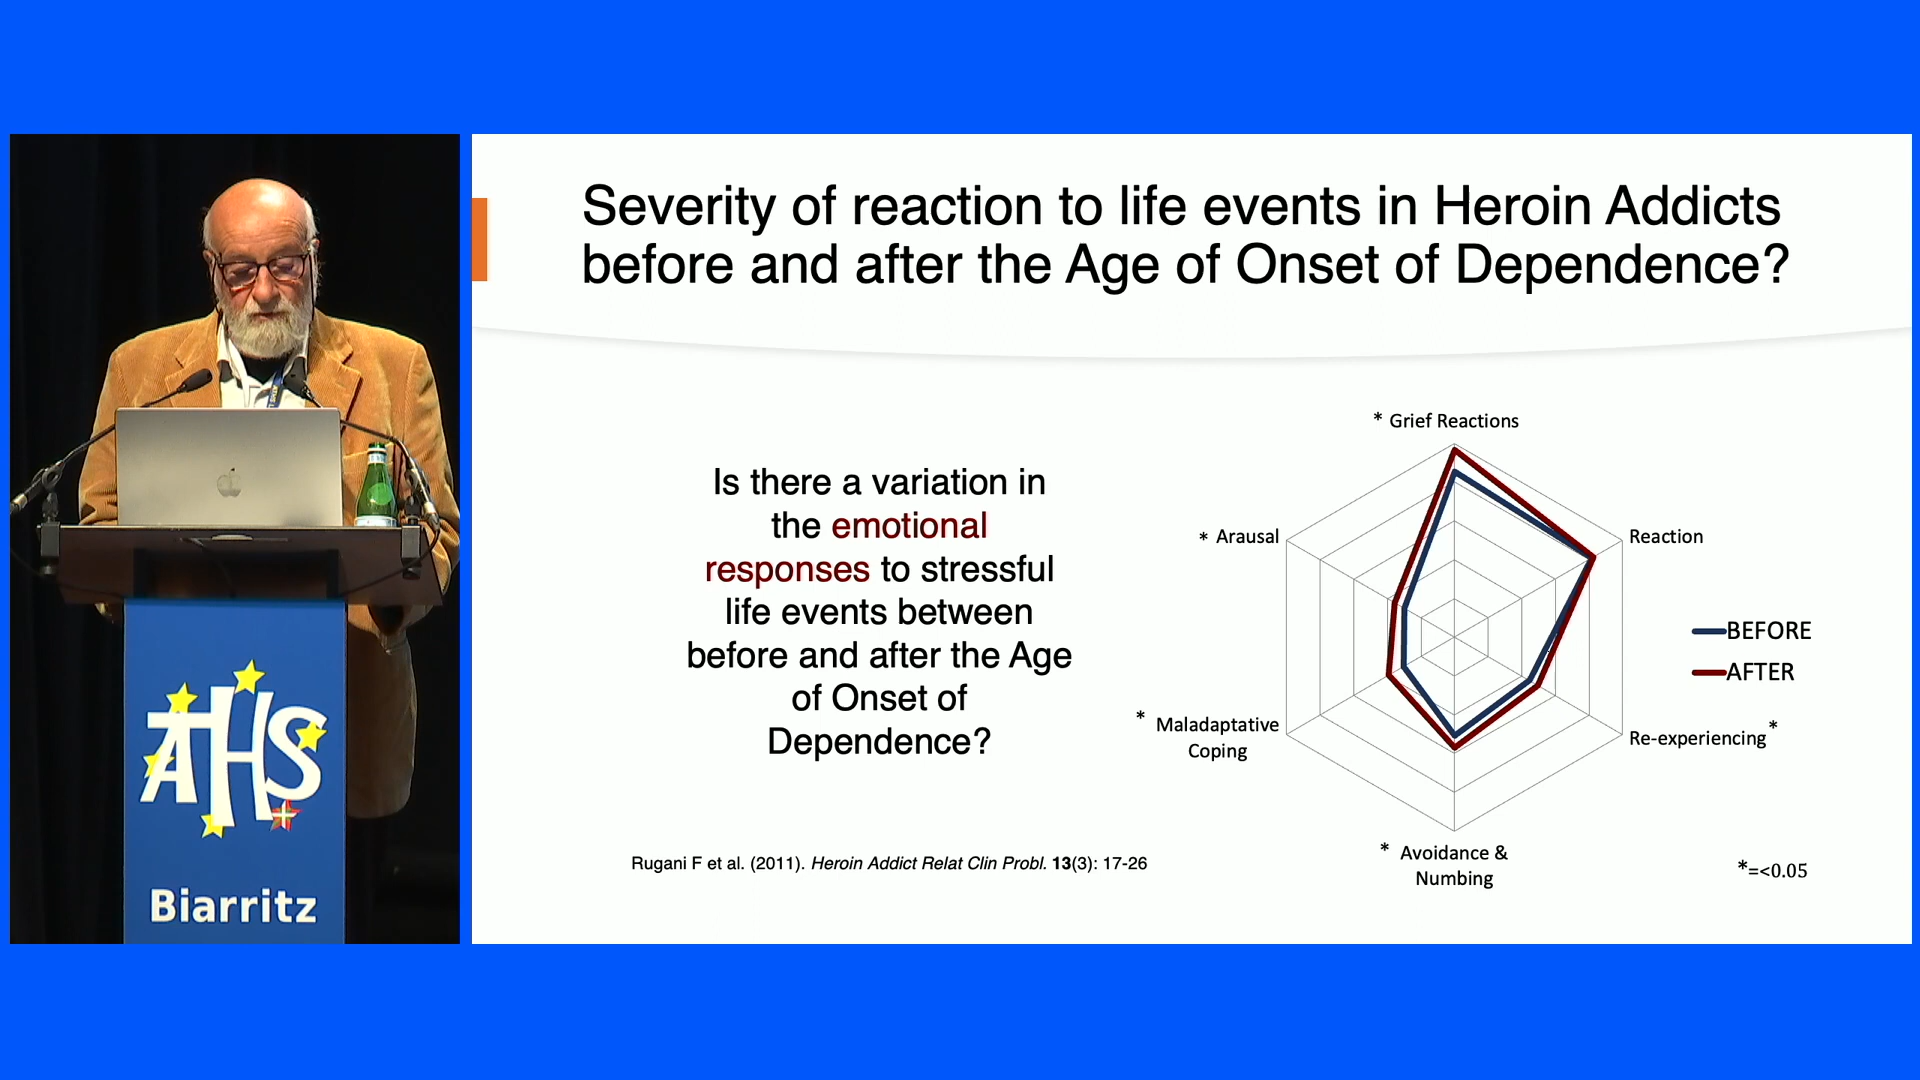 Severity of reaction to life events in Heroin Addicts
before and after the Age of Onset of Dependence?
Is there a variation in
the emotional
responses to stressful
life events between
before and after the Age
of Onset of
Dependence?
Rugani F et al. (2011). Heroin Addict Relat Clin Probl. 13(3): 17-26
* Grief Reactions
Reaction
Re-experiencing *
* Avoidance &
Numbing
* Maladaptative
Coping
* Arausal
BEFORE
AFTER
*=<0.05
AHS
Biarritz